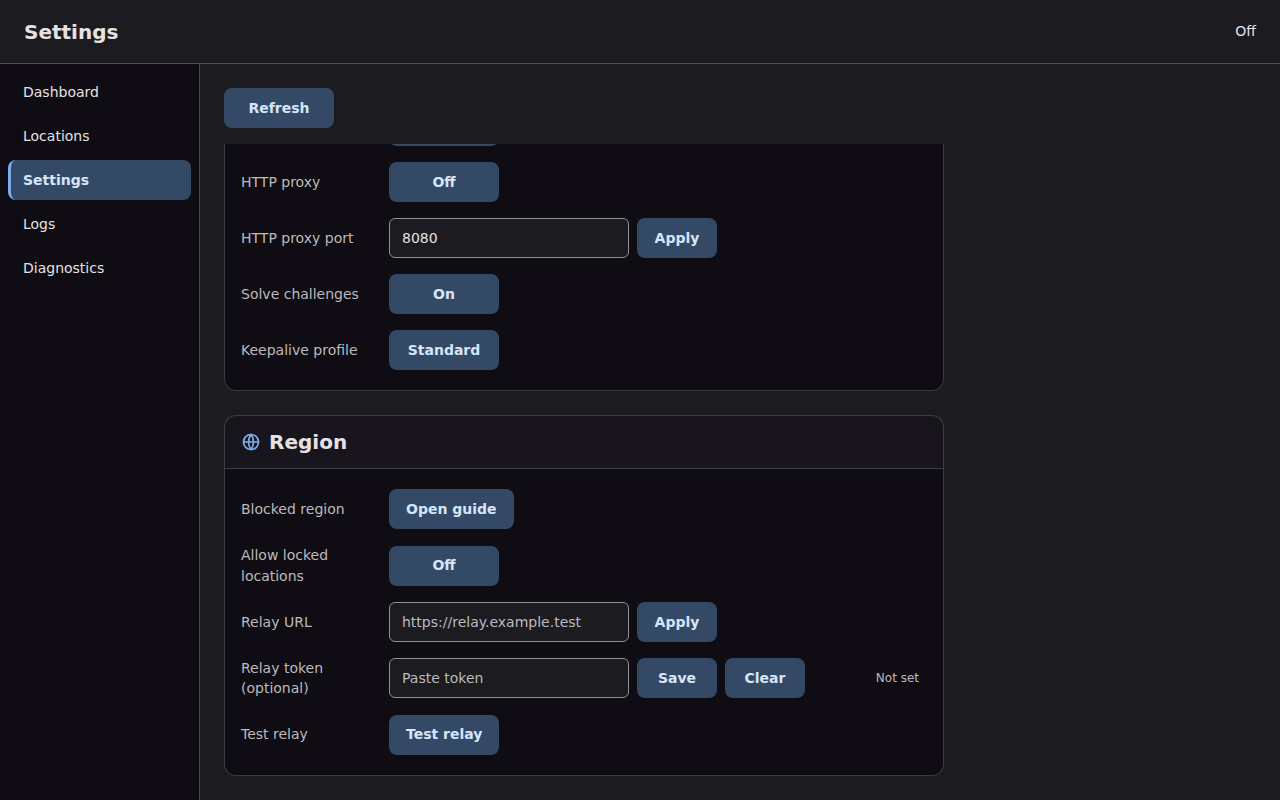 Settings
Off
Dashboard
Locations
Settings
Logs
Diagnostics
Refresh
HTTP proxy
Off
HTTP proxy port
8080
Apply
Solve challenges
On
Keepalive profile
Standard
Region
Blocked region
Open guide
Allow locked
locations
Off
Relay URL
https://relay.example.test
Apply
Relay token
(optional)
Paste token
Save
Clear
Not set
Test relay
Test relay